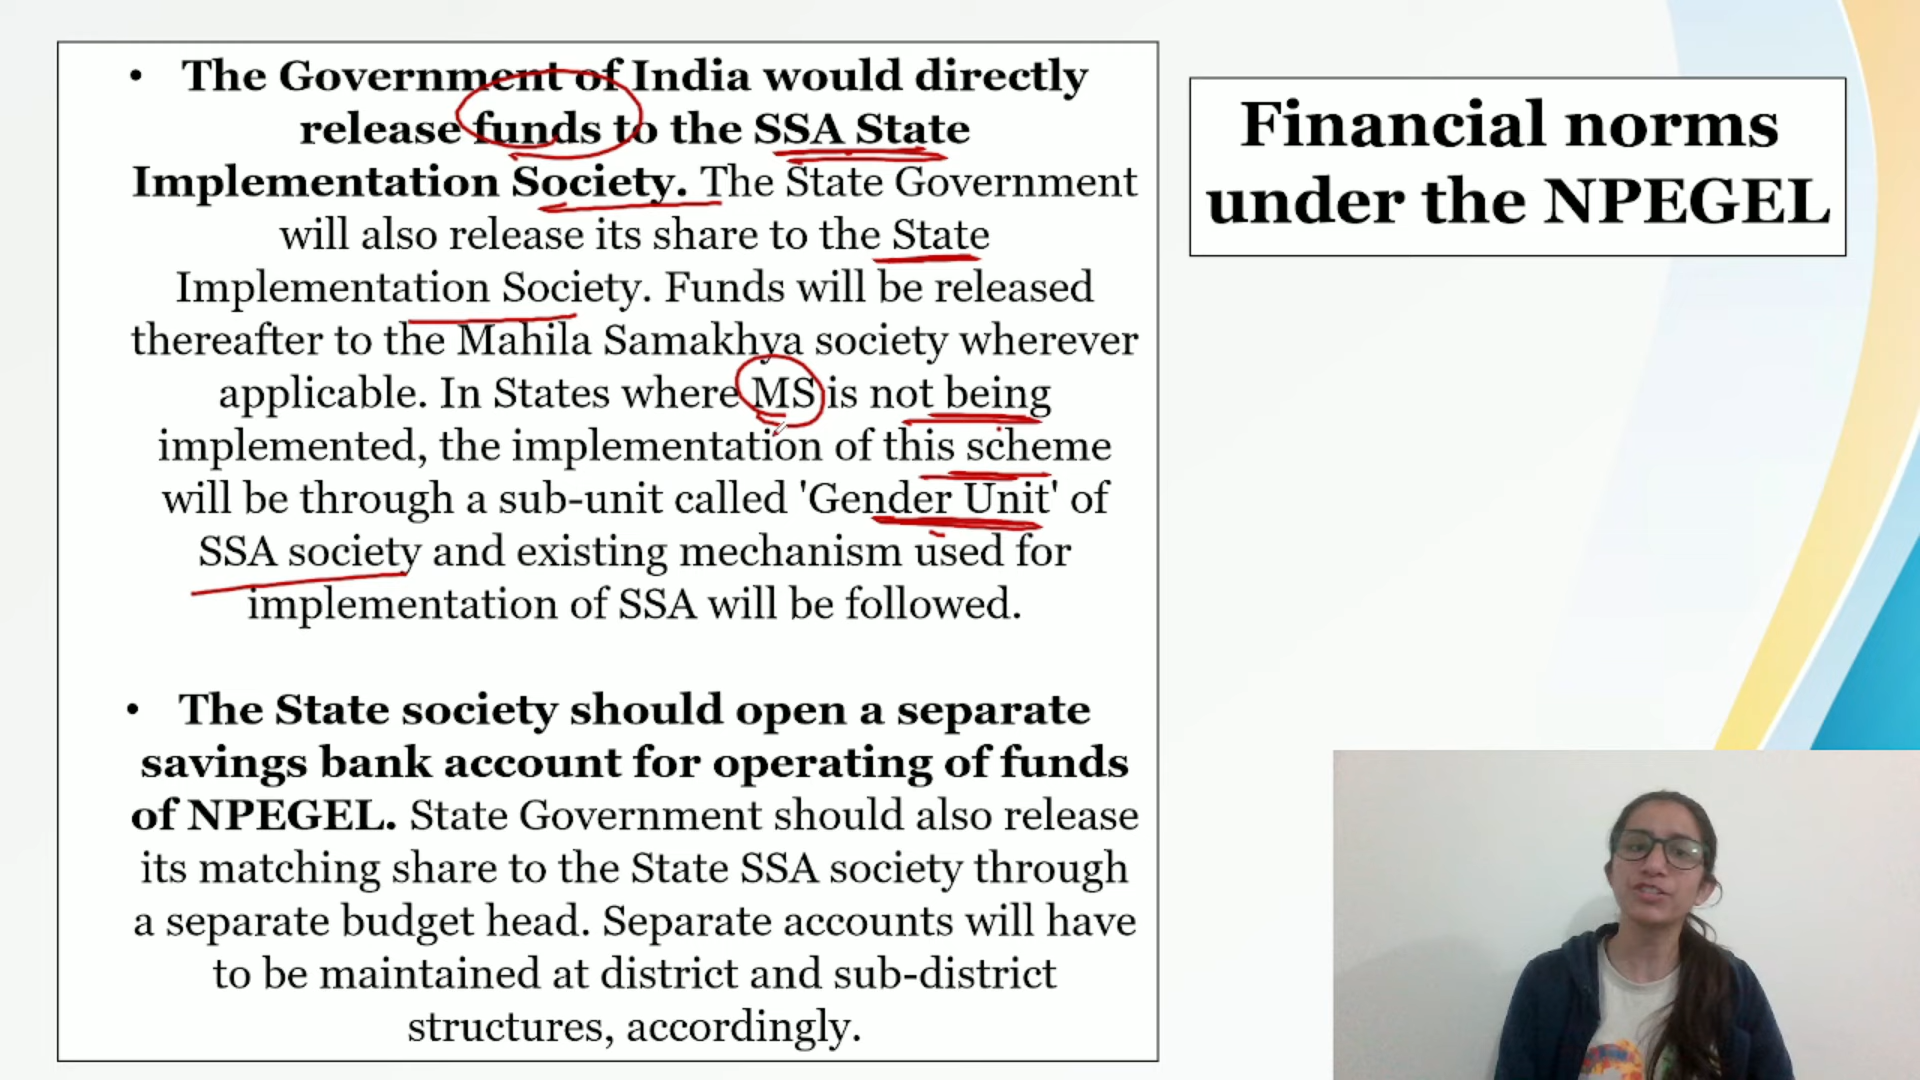 • The Government of India would directly
release funds to the SSA State
Implementation Society. The State Government
will also release its share to the State
Implementation Society. Funds will be released
thereafter to the Mahila Samakhya society wherever
applicable. In States where MS is not being
implemented, the implementation of this scheme
will be through a sub-unit called 'Gender Unit' of
SSA society and existing mechanism used for
implementation of SSA will be followed.
• The State society should open a separate
savings bank account for operating of funds
of NPEGEL. State Government should also release
its matching share to the State SSA society through
a separate budget head. Separate accounts will have
to be maintained at district and sub-district
structures, accordingly.
Financial norms
under the NPEGEL